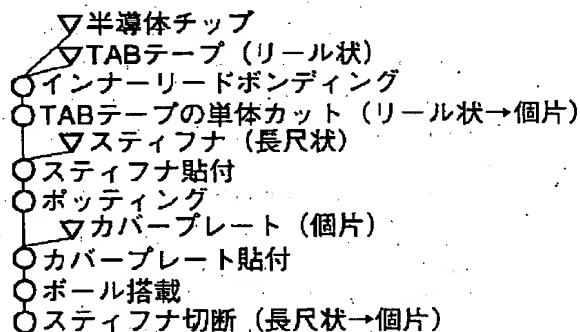 半導体チップ
TABテープ（リール状）
インナーリードボンディング
TABテープの単体カット（リール状→個片）
スティフナ（長尺状）
スティフナ貼付
ポッティング
カバープレート（個片）
カバープレート貼付
ボール搭載
スティフナ切断（長尺状→個片）